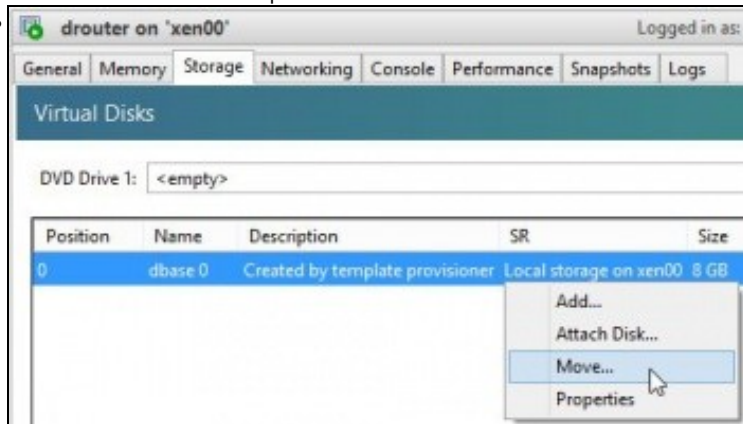 drouter on 'xen00' Logged in as:
General Memory Storage Networking Console Performance Snapshots Logs
Virtual Disks
DVD Drive 1: <empty>
Position Name Description SR Size
0 dbase 0 Created by template provisioner Local storage on xen00 8 GB
Add...
Attach Disk...
Move...
Properties